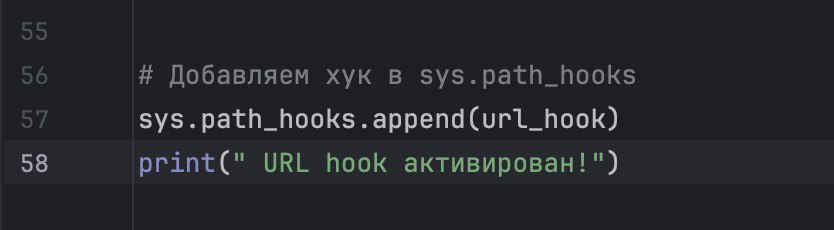 55
56 # Добавляем хук в sys.path_hooks
57 sys.path_hooks.append(url_hook)
58 print(" URL hook активирован!")